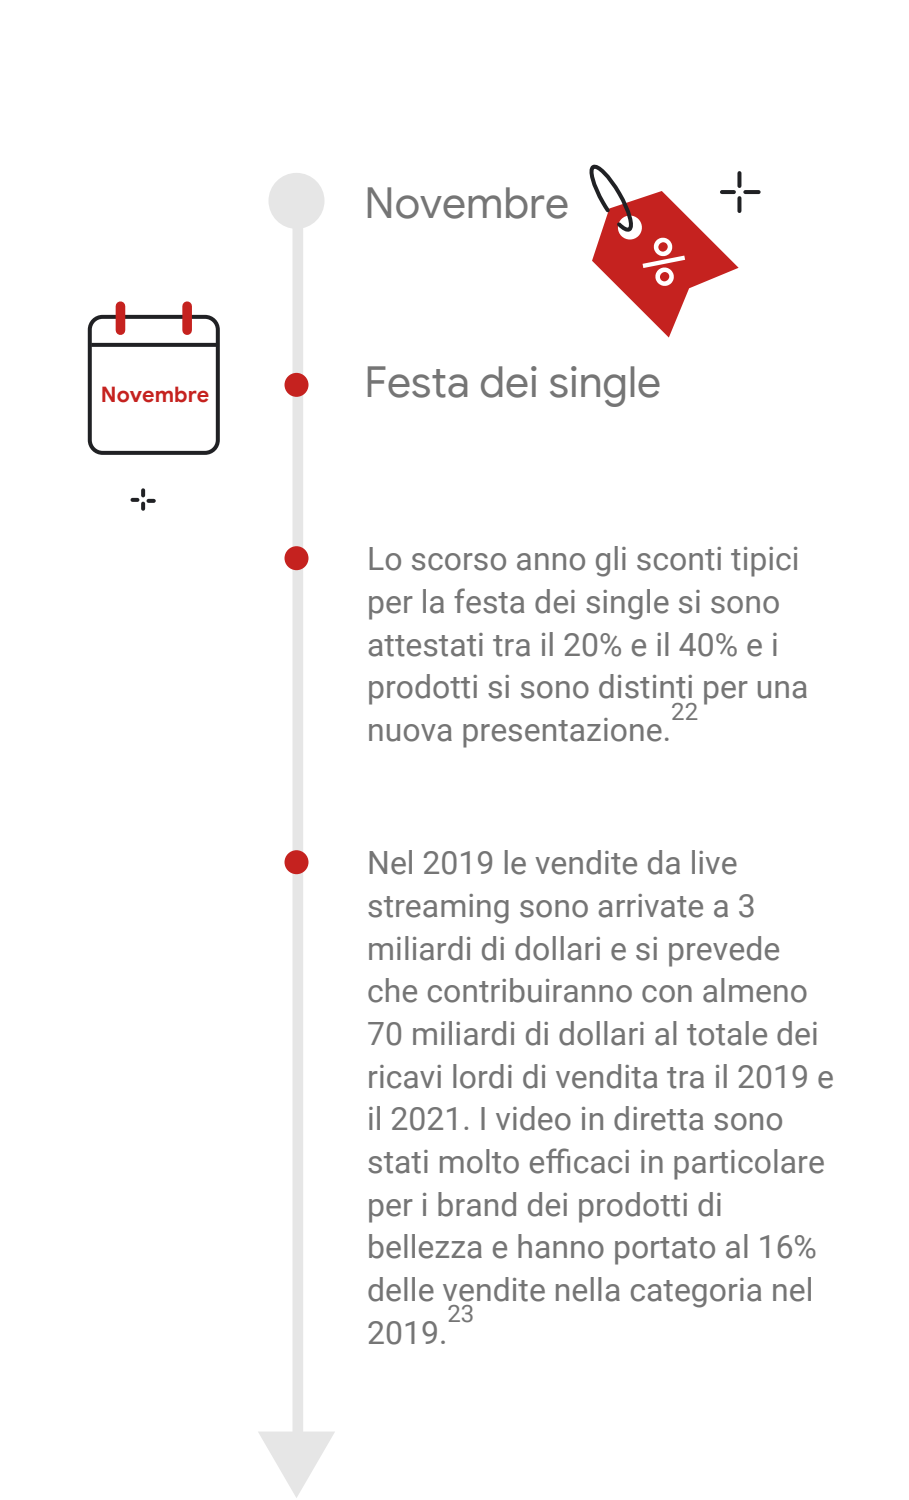 Novembre
%
Novembre
Festa dei single
Lo scorso anno gli sconti tipici
per la festa dei single si sono
attestati tra il 20% e il 40% e i
prodotti si sono distinti per una
nuova presentazione.22
Nel 2019 le vendite da live
streaming sono arrivate a 3
miliardi di dollari e si prevede
che contribuiranno con almeno
70 miliardi di dollari al totale dei
ricavi lordi di vendita tra il 2019 e
il 2021. I video in diretta sono
stati molto efficaci in particolare
per i brand dei prodotti di
bellezza e hanno portato al 16%
delle vendite nella categoria nel
2019.23